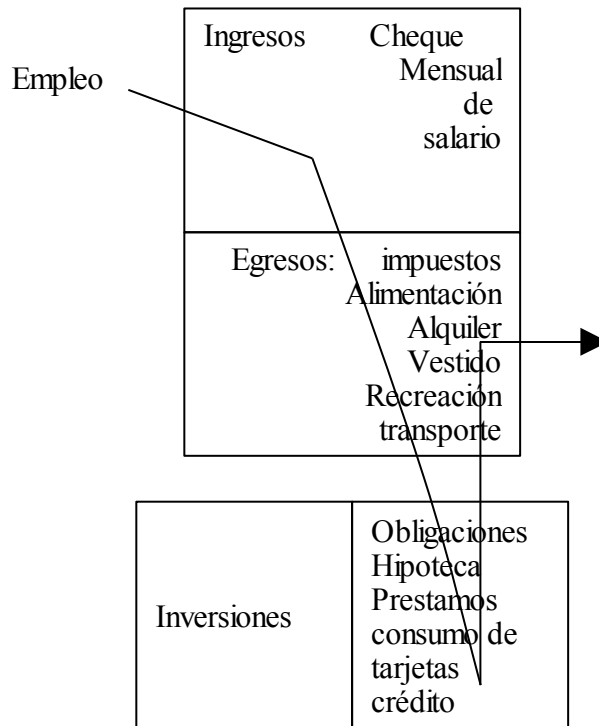 Ingresos Cheque
Mensual
de
salario
Empleo
Egresos: impuestos
Alimentación
Alquiler
Vestido
Recreación
transporte
Inversiones
Obligaciones
Hipoteca
Prestamos
consumo de
tarjetas
crédito